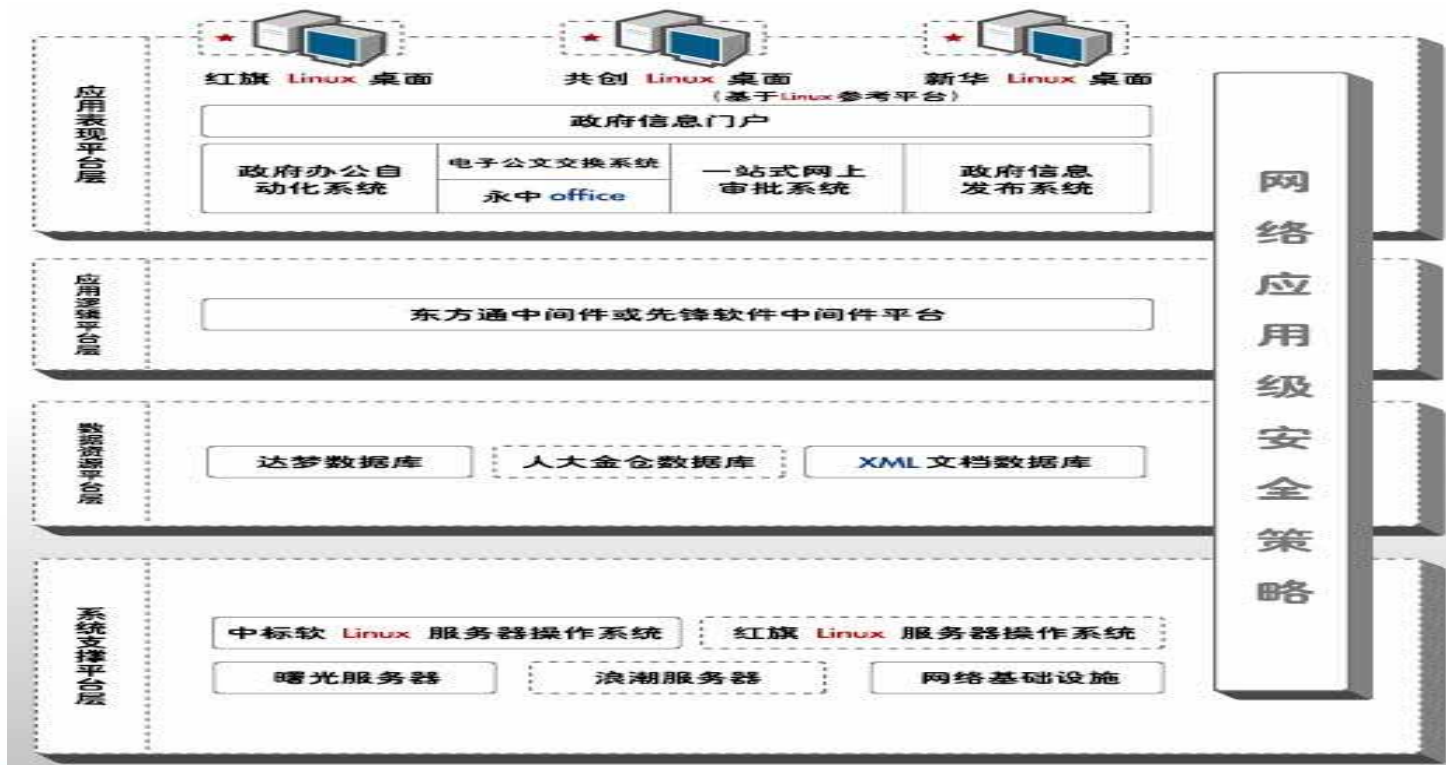 红旗 Linux 桌面
共创 Linux 桌面
新华 Linux 桌面
(基于Linux参考平台)
应用表现平台层
政府信息门户
政府办公自
动化系统
电子公文交换系统
永中 office
一站式网上
审批系统
政府信息
发布系统
应用逻辑平台层
东方通中间件或先锋软件中间件平台
数据资源平台层
达梦数据库
人大金仓数据库
XML 文档数据库
系统支撑平台层
中标软 Linux 服务器操作系统
红旗 Linux 服务器操作系统
曙光服务器
浪潮服务器
网络基础设施
网络应用级安全策略